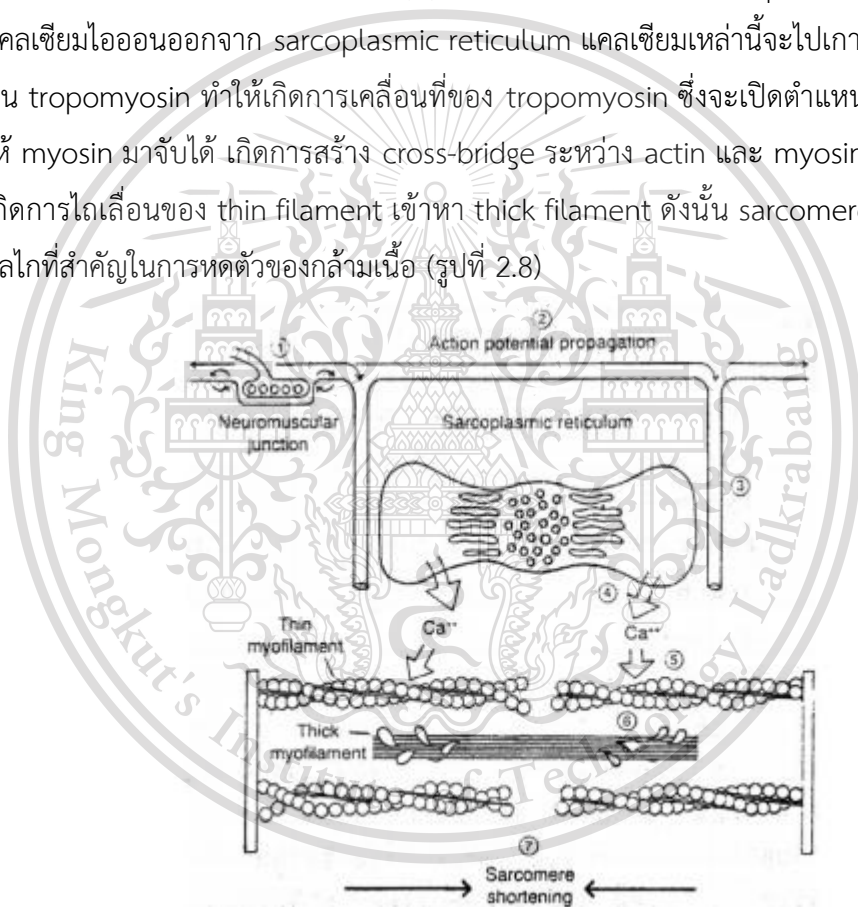 คลเซียมไอออนออกจาก sarcoplasmic reticulum แคลเซียมเหล่านี้จะไปเกา
น tropomyosin ทำให้เกิดการเคลื่อนที่ของ tropomyosin ซึ่งจะเปิดตำแหน
ห้ myosin มาจับได้ เกิดการสร้าง cross-bridge ระหว่าง actin และ myosin
กิดการไถเลื่อนของ thin filament เข้าหา thick filament ดังนั้น sarcomere
ลไกที่สำคัญในการหดตัวของกล้ามเนื้อ (รูปที่ 2.8)
①
②
Action potential propagation
Neuromuscular
junction
Sarcoplasmic reticulum
③
④
Ca⁺⁺
Ca⁺⁺
Thin
myofilament
⑤
Thick
myofilament
⑥
⑦
Sarcomere
shortening
King Mongkut's Institute of Technology Ladkrabang